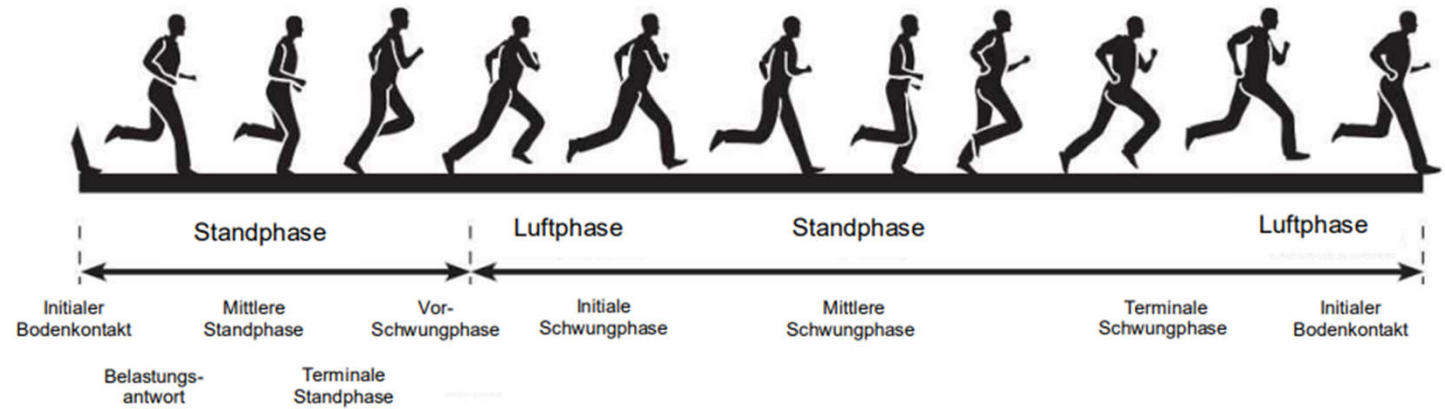 Standphase
Luftphase
Standphase
Luftphase
Initialer
Bodenkontakt
Mittlere
Standphase
Vor-
Schwungphase
Initiale
Schwungphase
Mittlere
Schwungphase
Terminale
Schwungphase
Initialer
Bodenkontakt
Belastungs-
antwort
Terminale
Standphase